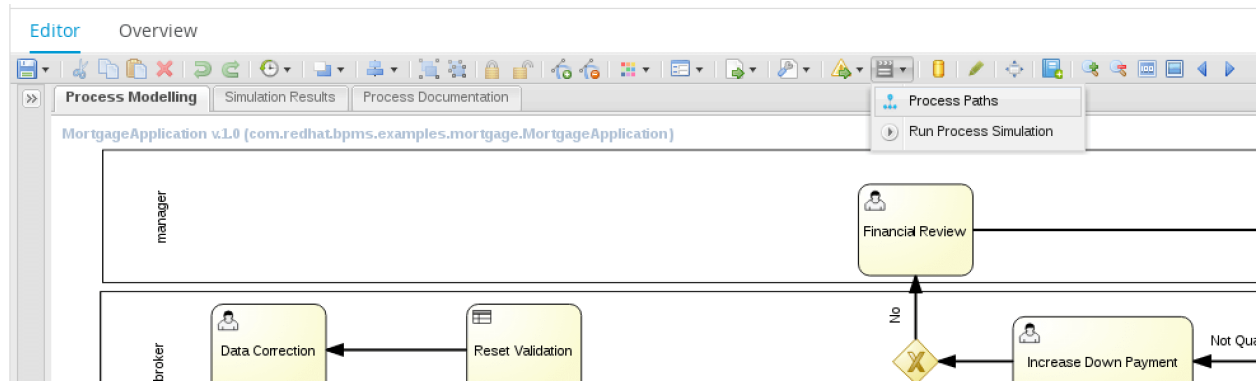 Editor Overview
Process Modelling Simulation Results Process Documentation
Process Paths
Run Process Simulation
MortgageApplication v.1.0 (com.redhat.bpms.examples.mortgage.MortgageApplication)
manager
Financial Review
No
broker
Data Correction
Reset Validation
Increase Down Payment
Not Qua